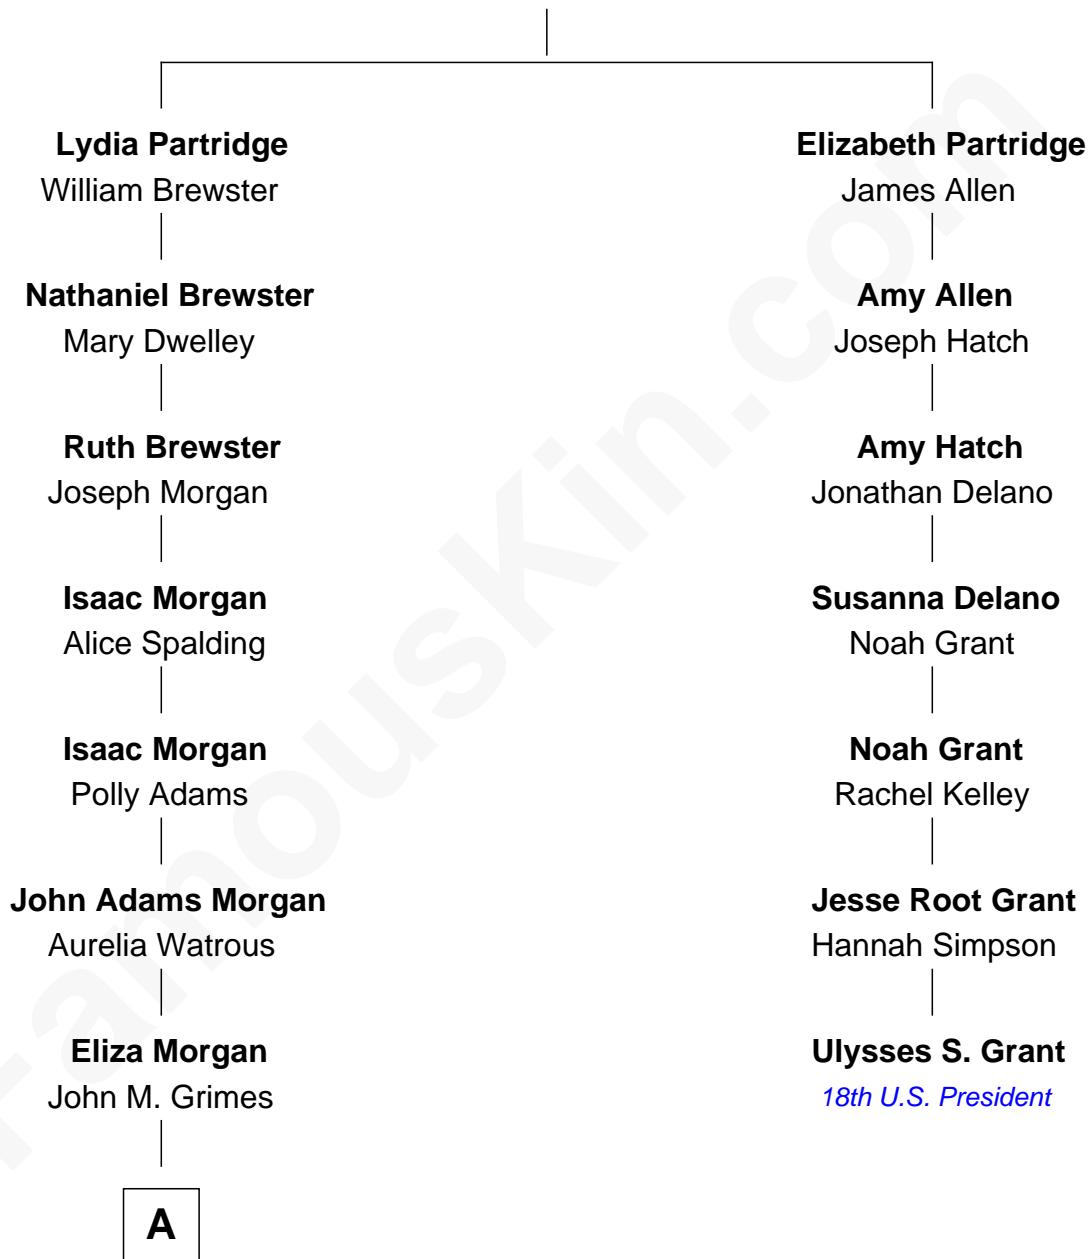 Lydia Partridge
William Brewster
Elizabeth Partridge
James Allen
Nathaniel Brewster
Mary Dwelley
Amy Allen
Joseph Hatch
Ruth Brewster
Joseph Morgan
Amy Hatch
Jonathan Delano
Isaac Morgan
Alice Spalding
Susanna Delano
Noah Grant
Isaac Morgan
Polly Adams
Noah Grant
Rachel Kelley
John Adams Morgan
Aurelia Watrous
Jesse Root Grant
Hannah Simpson
Eliza Morgan
John M. Grimes
Ulysses S. Grant
18th U.S. President
A
FamousKin.com